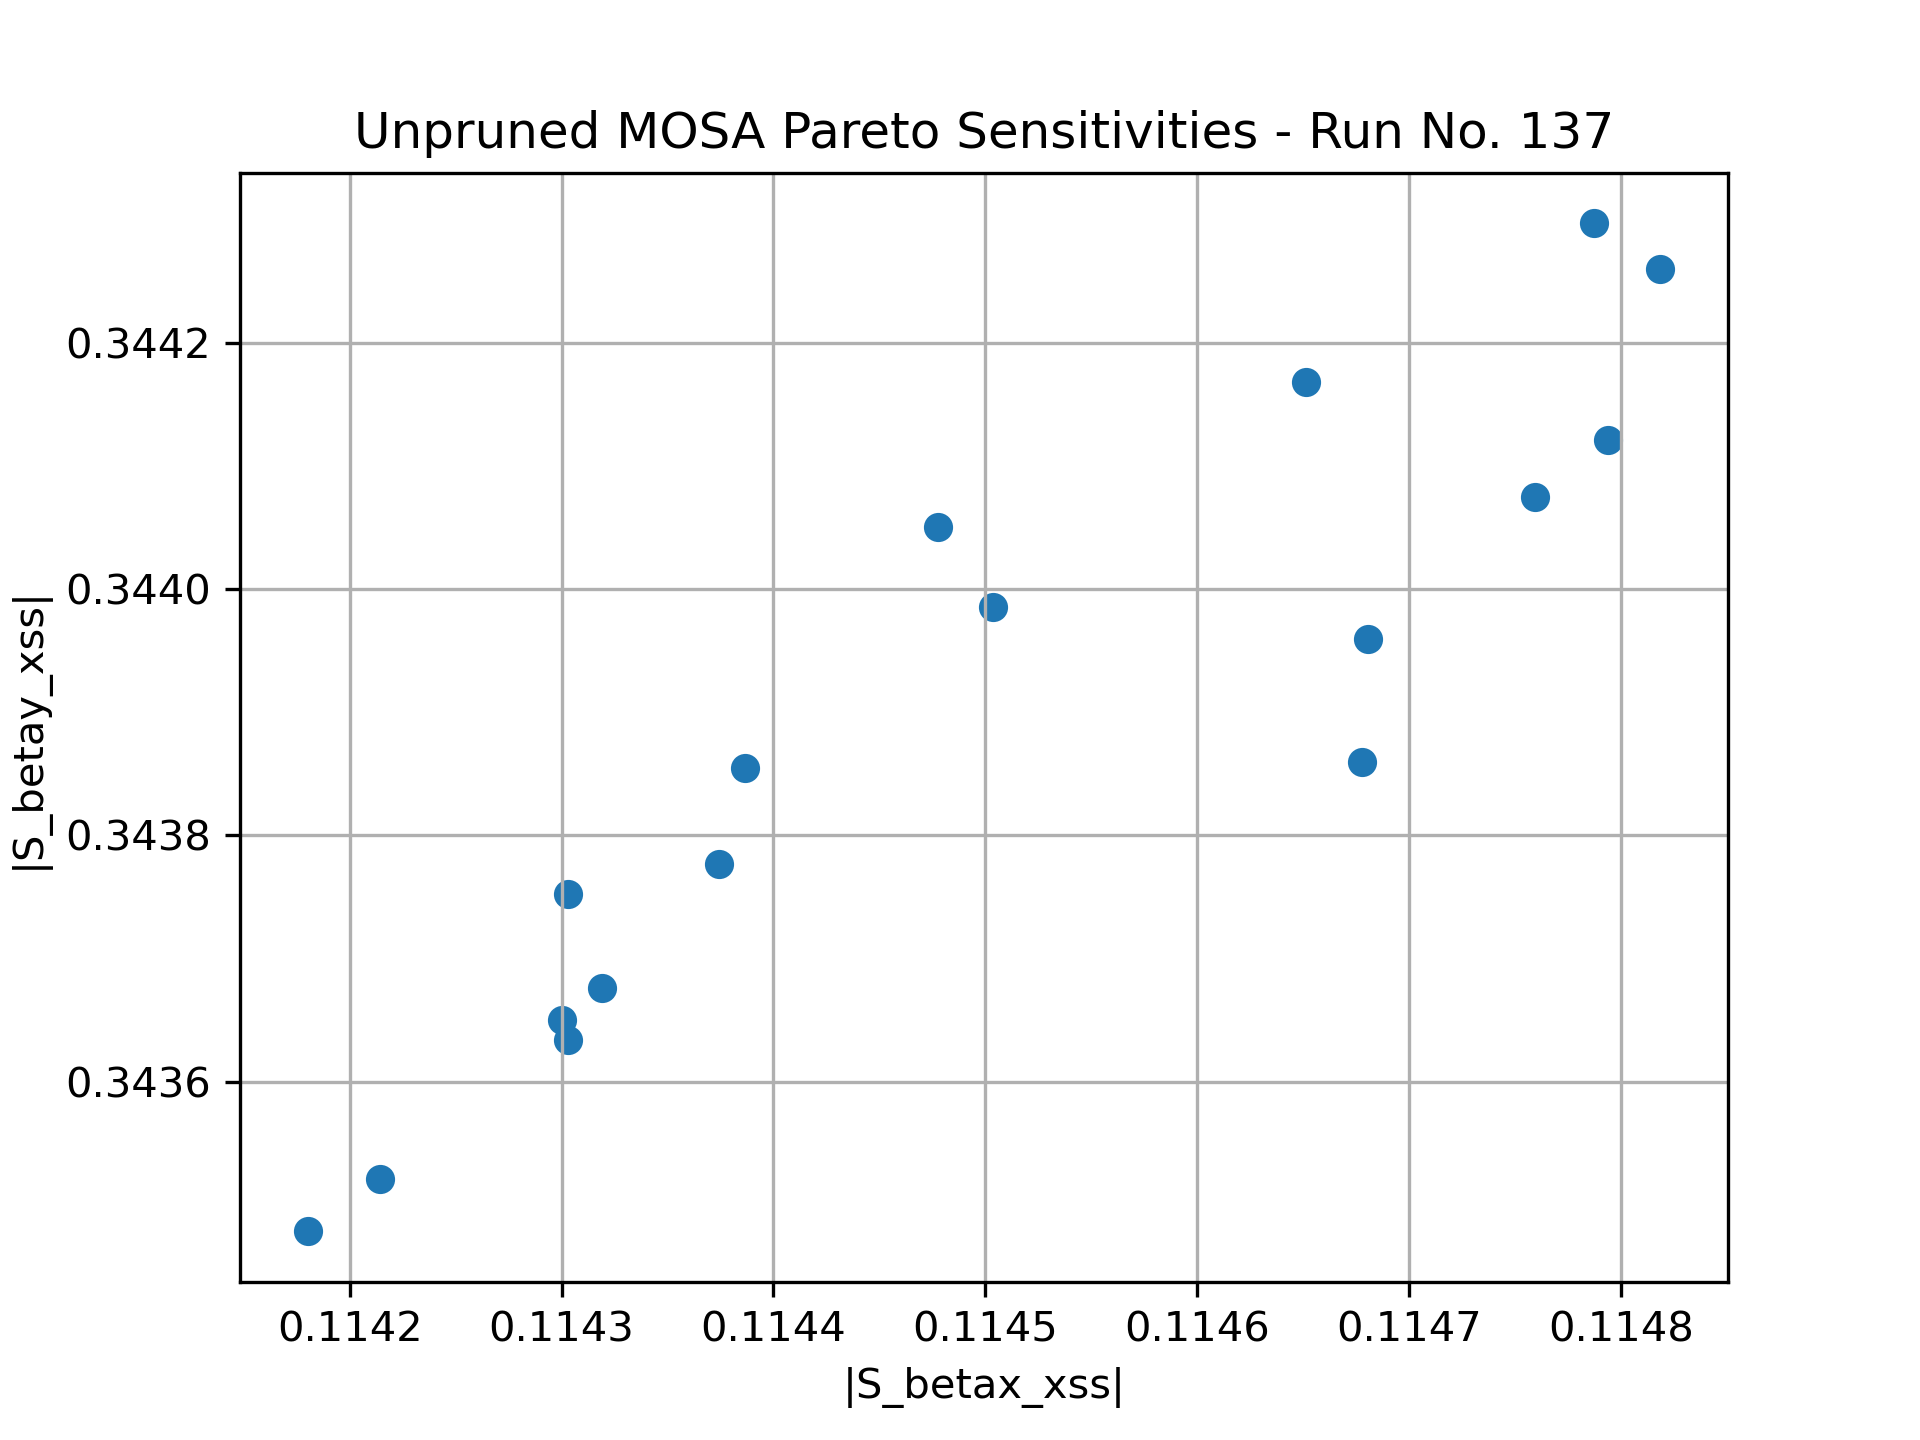 Unpruned MOSA Pareto Sensitivities - Run No. 137
|S_betay_xss|
0.3442
0.3440
0.3438
0.3436
0.1142 0.1143 0.1144 0.1145 0.1146 0.1147 0.1148
|S_betax_xss|